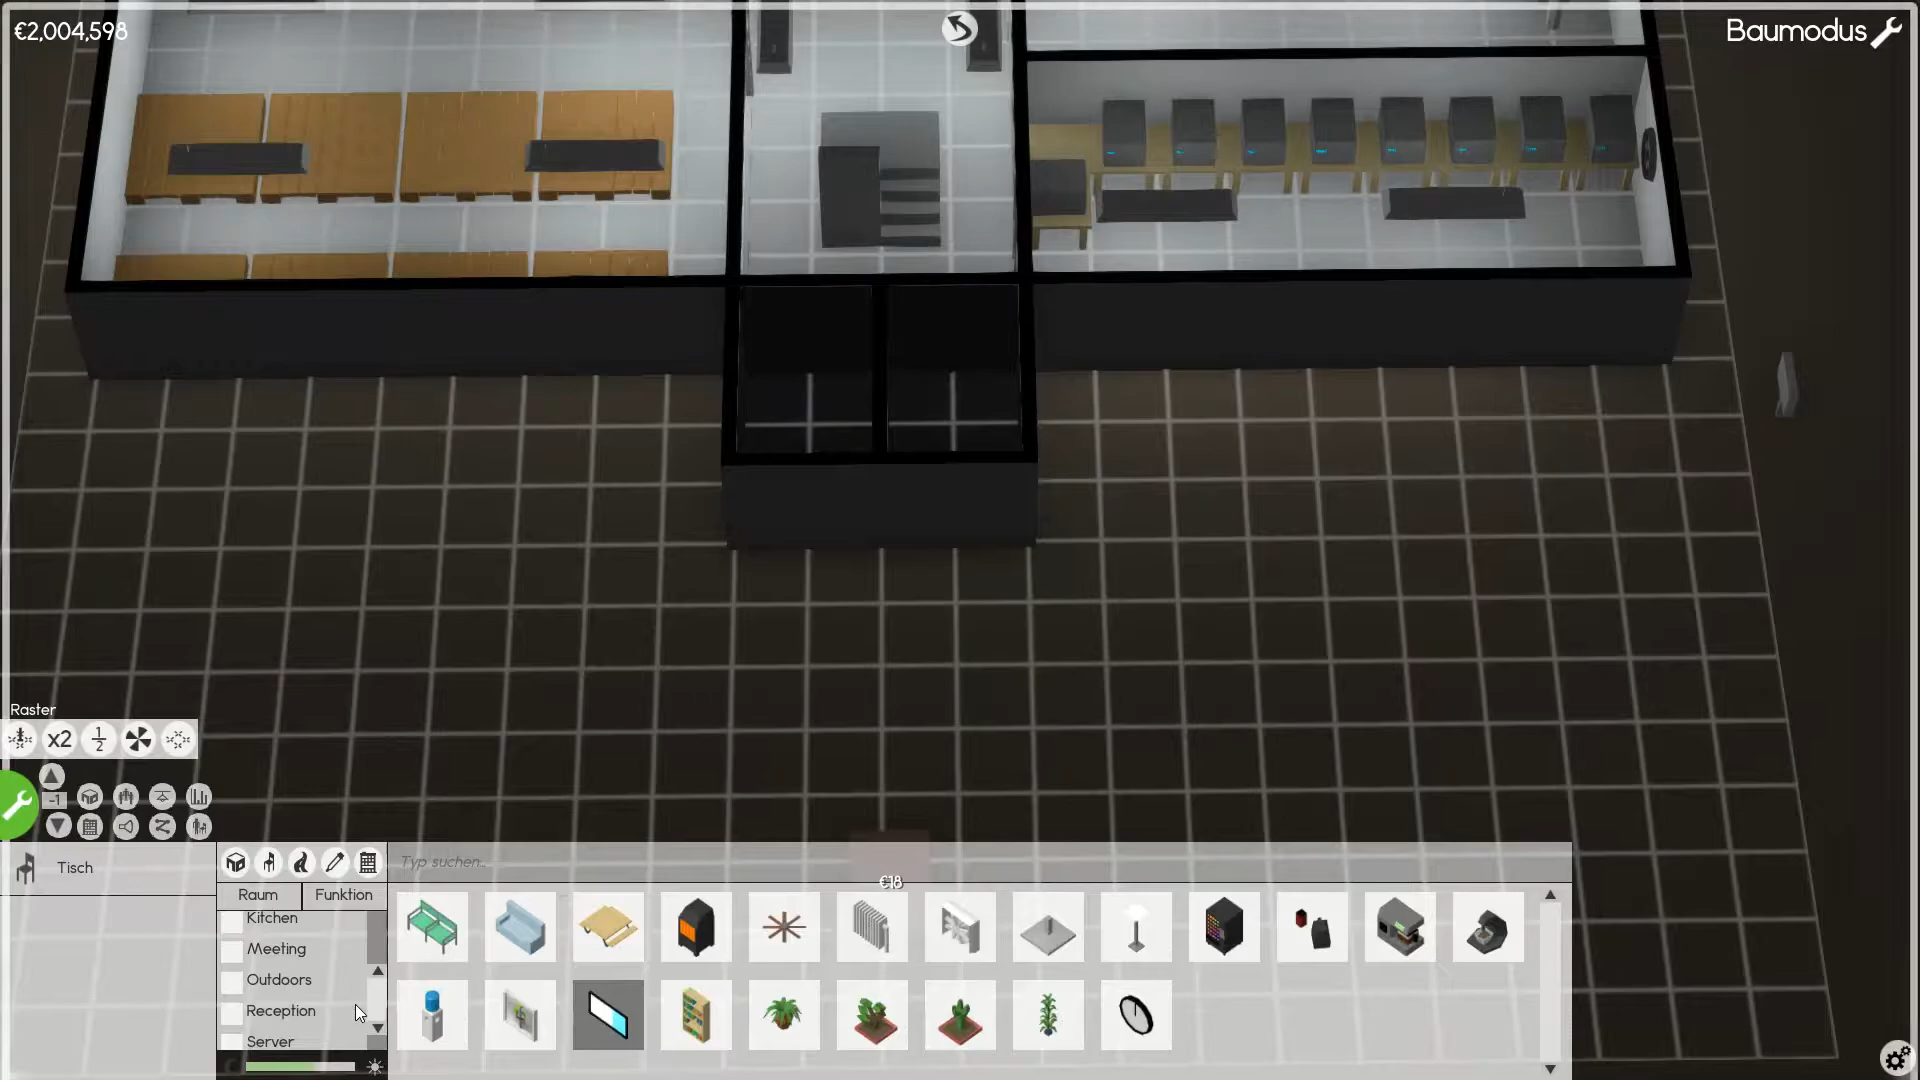 €2,004,598
Baumodus
Raster
x2
1/2
-1
Tisch
Typ suchen...
€18
Raum
Funktion
Kitchen
Meeting
Outdoors
Reception
Server